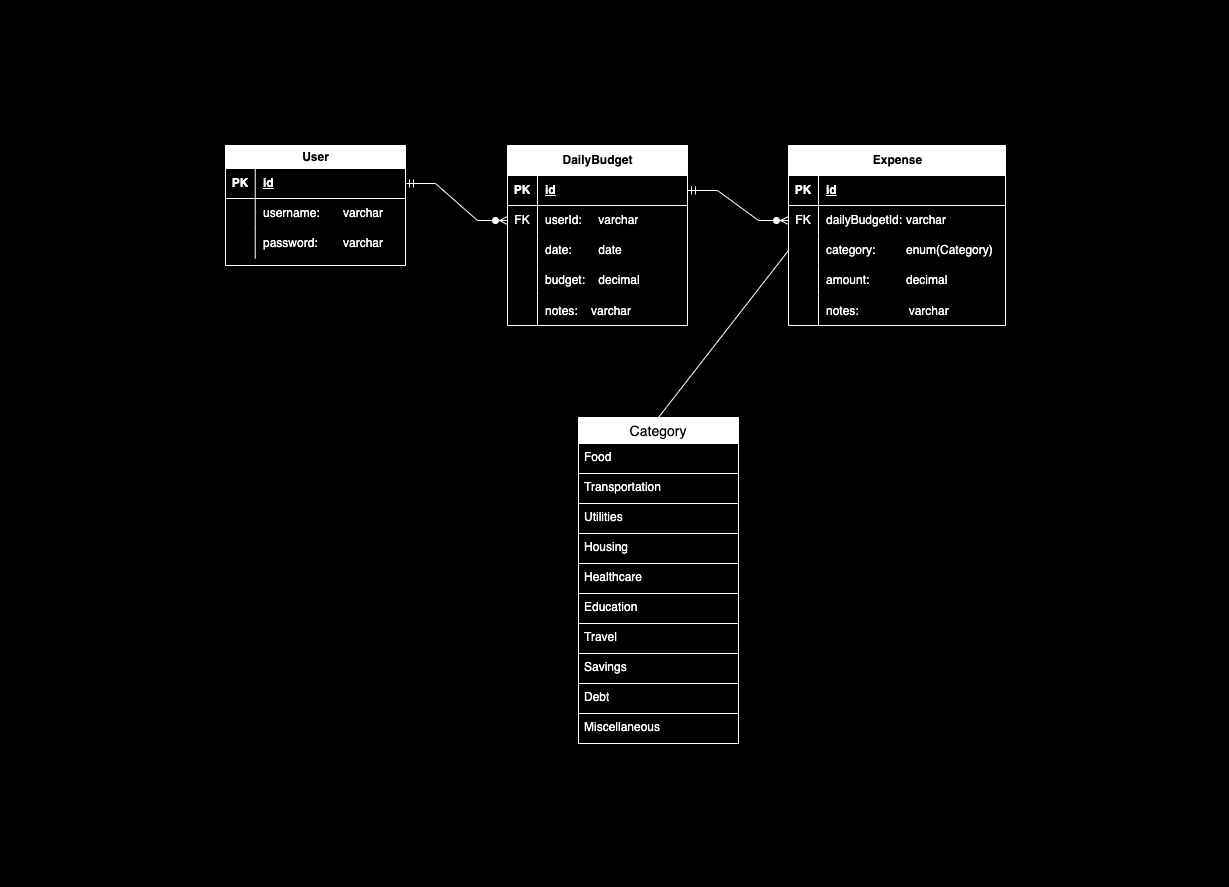 User
PK id
username: varchar
password: varchar
DailyBudget
PK id
FK userId: varchar
date: date
budget: decimal
notes: varchar
Expense
PK id
FK dailyBudgetId: varchar
category: enum(Category)
amount: decimal
notes: varchar
Category
Food
Transportation
Utilities
Housing
Healthcare
Education
Travel
Savings
Debt
Miscellaneous